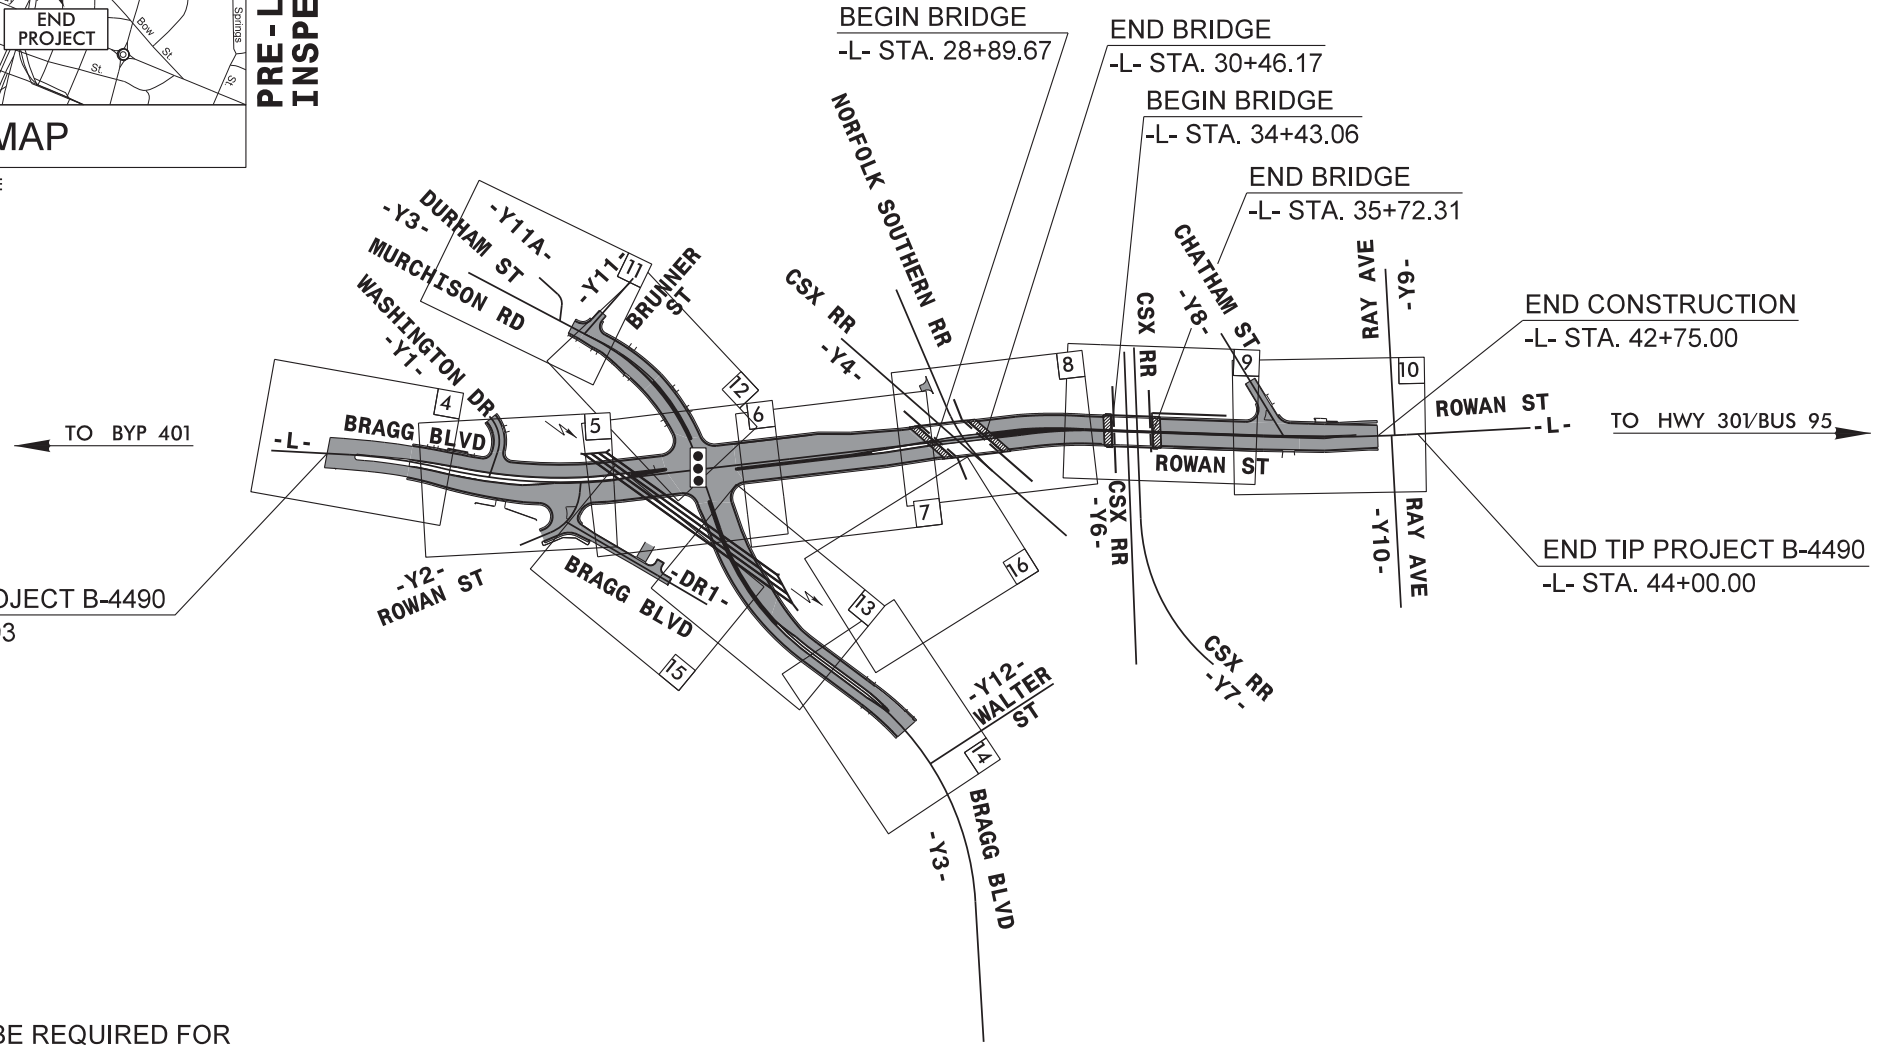 END
PROJECT
Bow St.
St.
Springs
St.
MAP
PRE-L
INSPE
BEGIN BRIDGE
-L- STA. 28+89.67
END BRIDGE
-L- STA. 30+46.17
BEGIN BRIDGE
-L- STA. 34+43.06
END BRIDGE
-L- STA. 35+72.31
END CONSTRUCTION
-L- STA. 42+75.00
END TIP PROJECT B-4490
-L- STA. 44+00.00
OJECT B-4490
TO BYP 401
TO HWY 301/BUS 95
-Y3-
DURHAM ST
-Y11A-
-Y11-
11
BRUNNER
ST
MURCHISON RD
WASHINGTON DR
-Y1-
4
BRAGG BLVD
-L-
5
12
6
NORFOLK SOUTHERN RR
CSX RR
-Y4-
8
CSX RR
CHATHAM ST
-Y8-
9
RAY AVE
-Y9-
10
ROWAN ST
-L-
ROWAN ST
7
CSX RR
-Y6-
-Y10-
RAY AVE
16
-Y2-
ROWAN ST
BRAGG BLVD
-DR1-
13
15
CSX RR
-Y7-
-Y12-
WALTER
ST
14
-Y3-
BRAGG BLVD
BE REQUIRED FOR